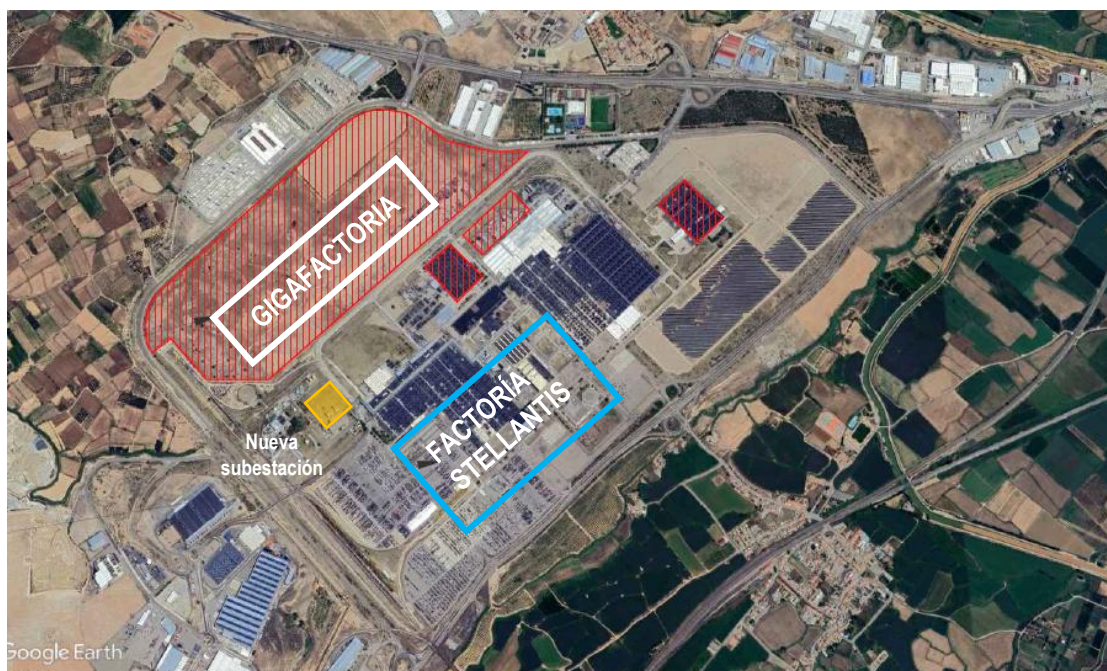 GIGAFACTORIA
FACTORÍA
STELLANTIS
Nueva
subestación
Google Earth